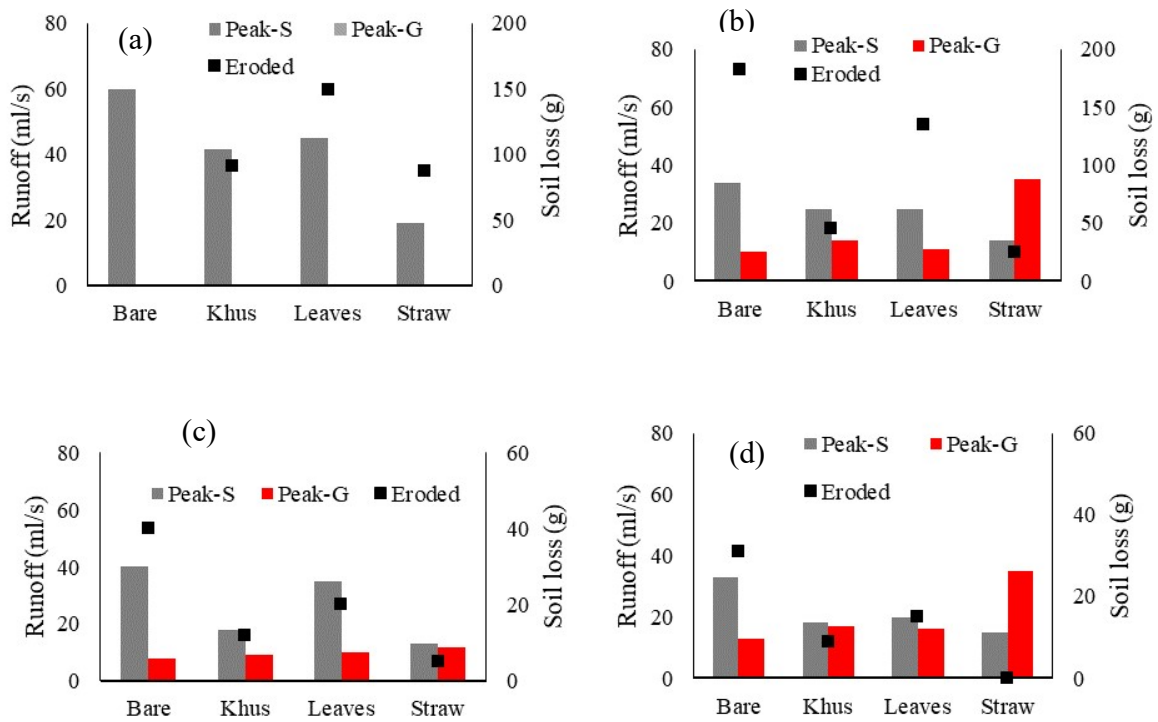 (a)
Peak-S Peak-G
Eroded
Runoff (ml/s)
80
60
40
20
0
Soil loss (g)
200
150
100
50
0
Bare Khus Leaves Straw
(b)
Peak-S Peak-G
Eroded
Runoff (ml/s)
80
60
40
20
0
Soil loss (g)
200
150
100
50
0
Bare Khus Leaves Straw
(c)
Peak-S Peak-G Eroded
Runoff (ml/s)
80
60
40
20
0
Soil loss (g)
60
40
20
0
Bare Khus Leaves Straw
(d)
Peak-S Peak-G
Eroded
Runoff (ml/s)
80
60
40
20
0
Soil loss (g)
60
40
20
0
Bare Khus Leaves Straw